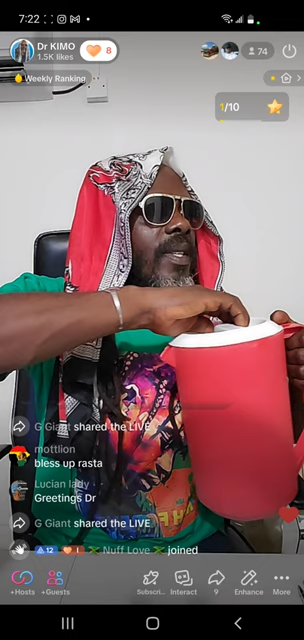 7:22
Dr KIMO
1.5K likes
8
74
Weekly Ranking
1/10
G Giant shared the LIVE
mottlion
bless up rasta
Lucian lady
Greetings Dr
G Giant shared the LIVE
12 1 Nuff Love joined
+Hosts +Guests Subscri... Interact 9 Enhance More